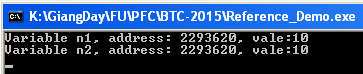 K:\GiangDay\FU\PFC\BTC-2015\Reference_Demo.exe
Variable n1, address: 2293620, vale:10
Variable n2, address: 2293620, vale:10